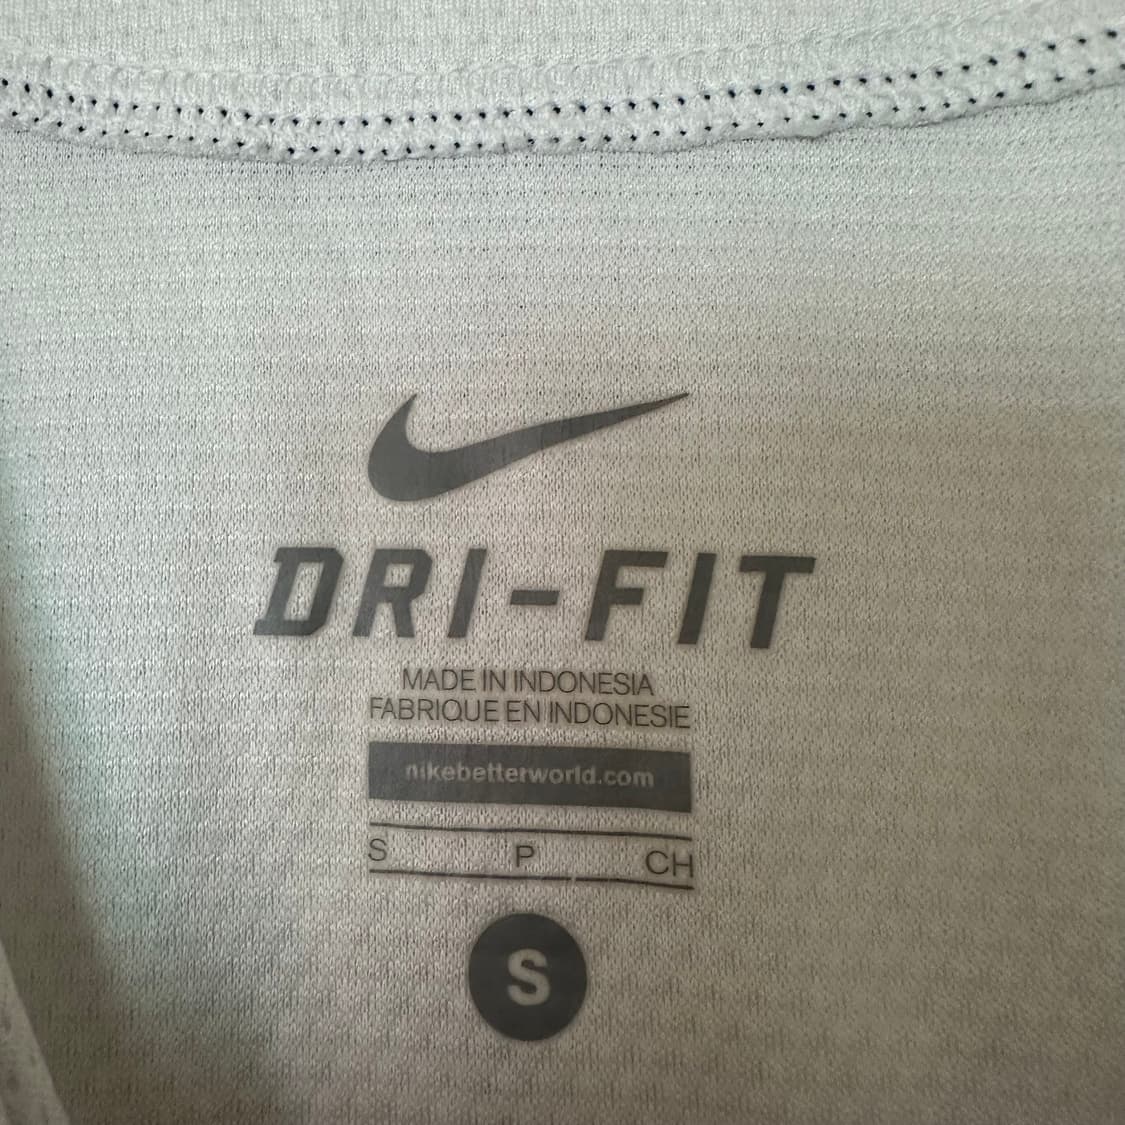 DRI-FIT
MADE IN INDONESIA
FABRIQUE EN INDONESIE
nikebetterworld.com
S P CH
S